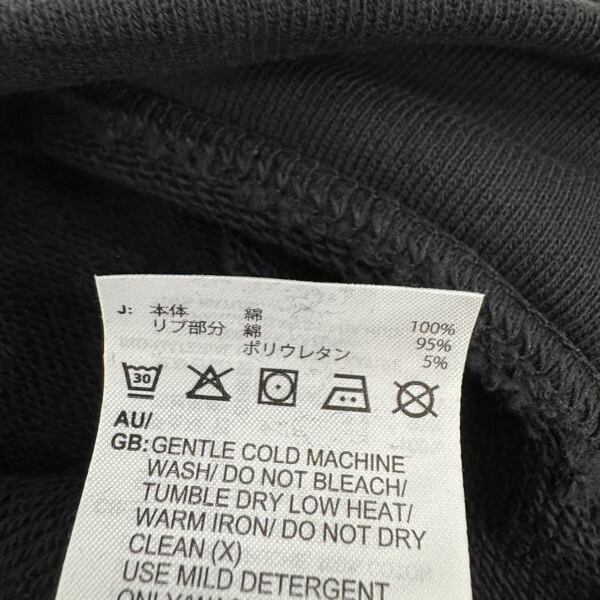 J: 本体 綿 100%
リブ部分 綿 95%
ポリウレタン 5%
30
AU/
GB: GENTLE COLD MACHINE
WASH/ DO NOT BLEACH/
TUMBLE DRY LOW HEAT/
WARM IRON/ DO NOT DRY
CLEAN (X)
USE MILD DETERGENT